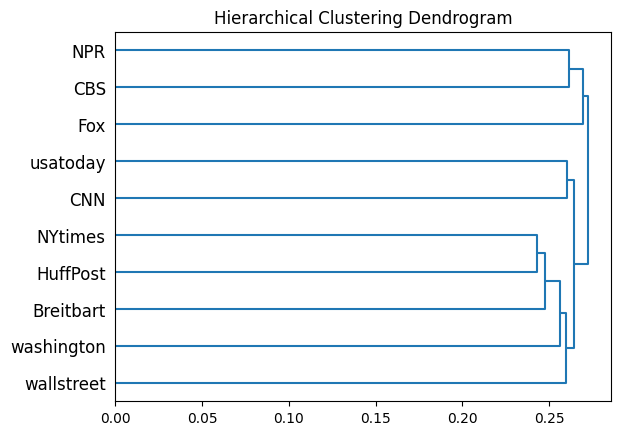 Hierarchical Clustering Dendrogram
NPR
CBS
Fox
usatoday
CNN
NYtimes
HuffPost
Breitbart
washington
wallstreet
0.00 0.05 0.10 0.15 0.20 0.25